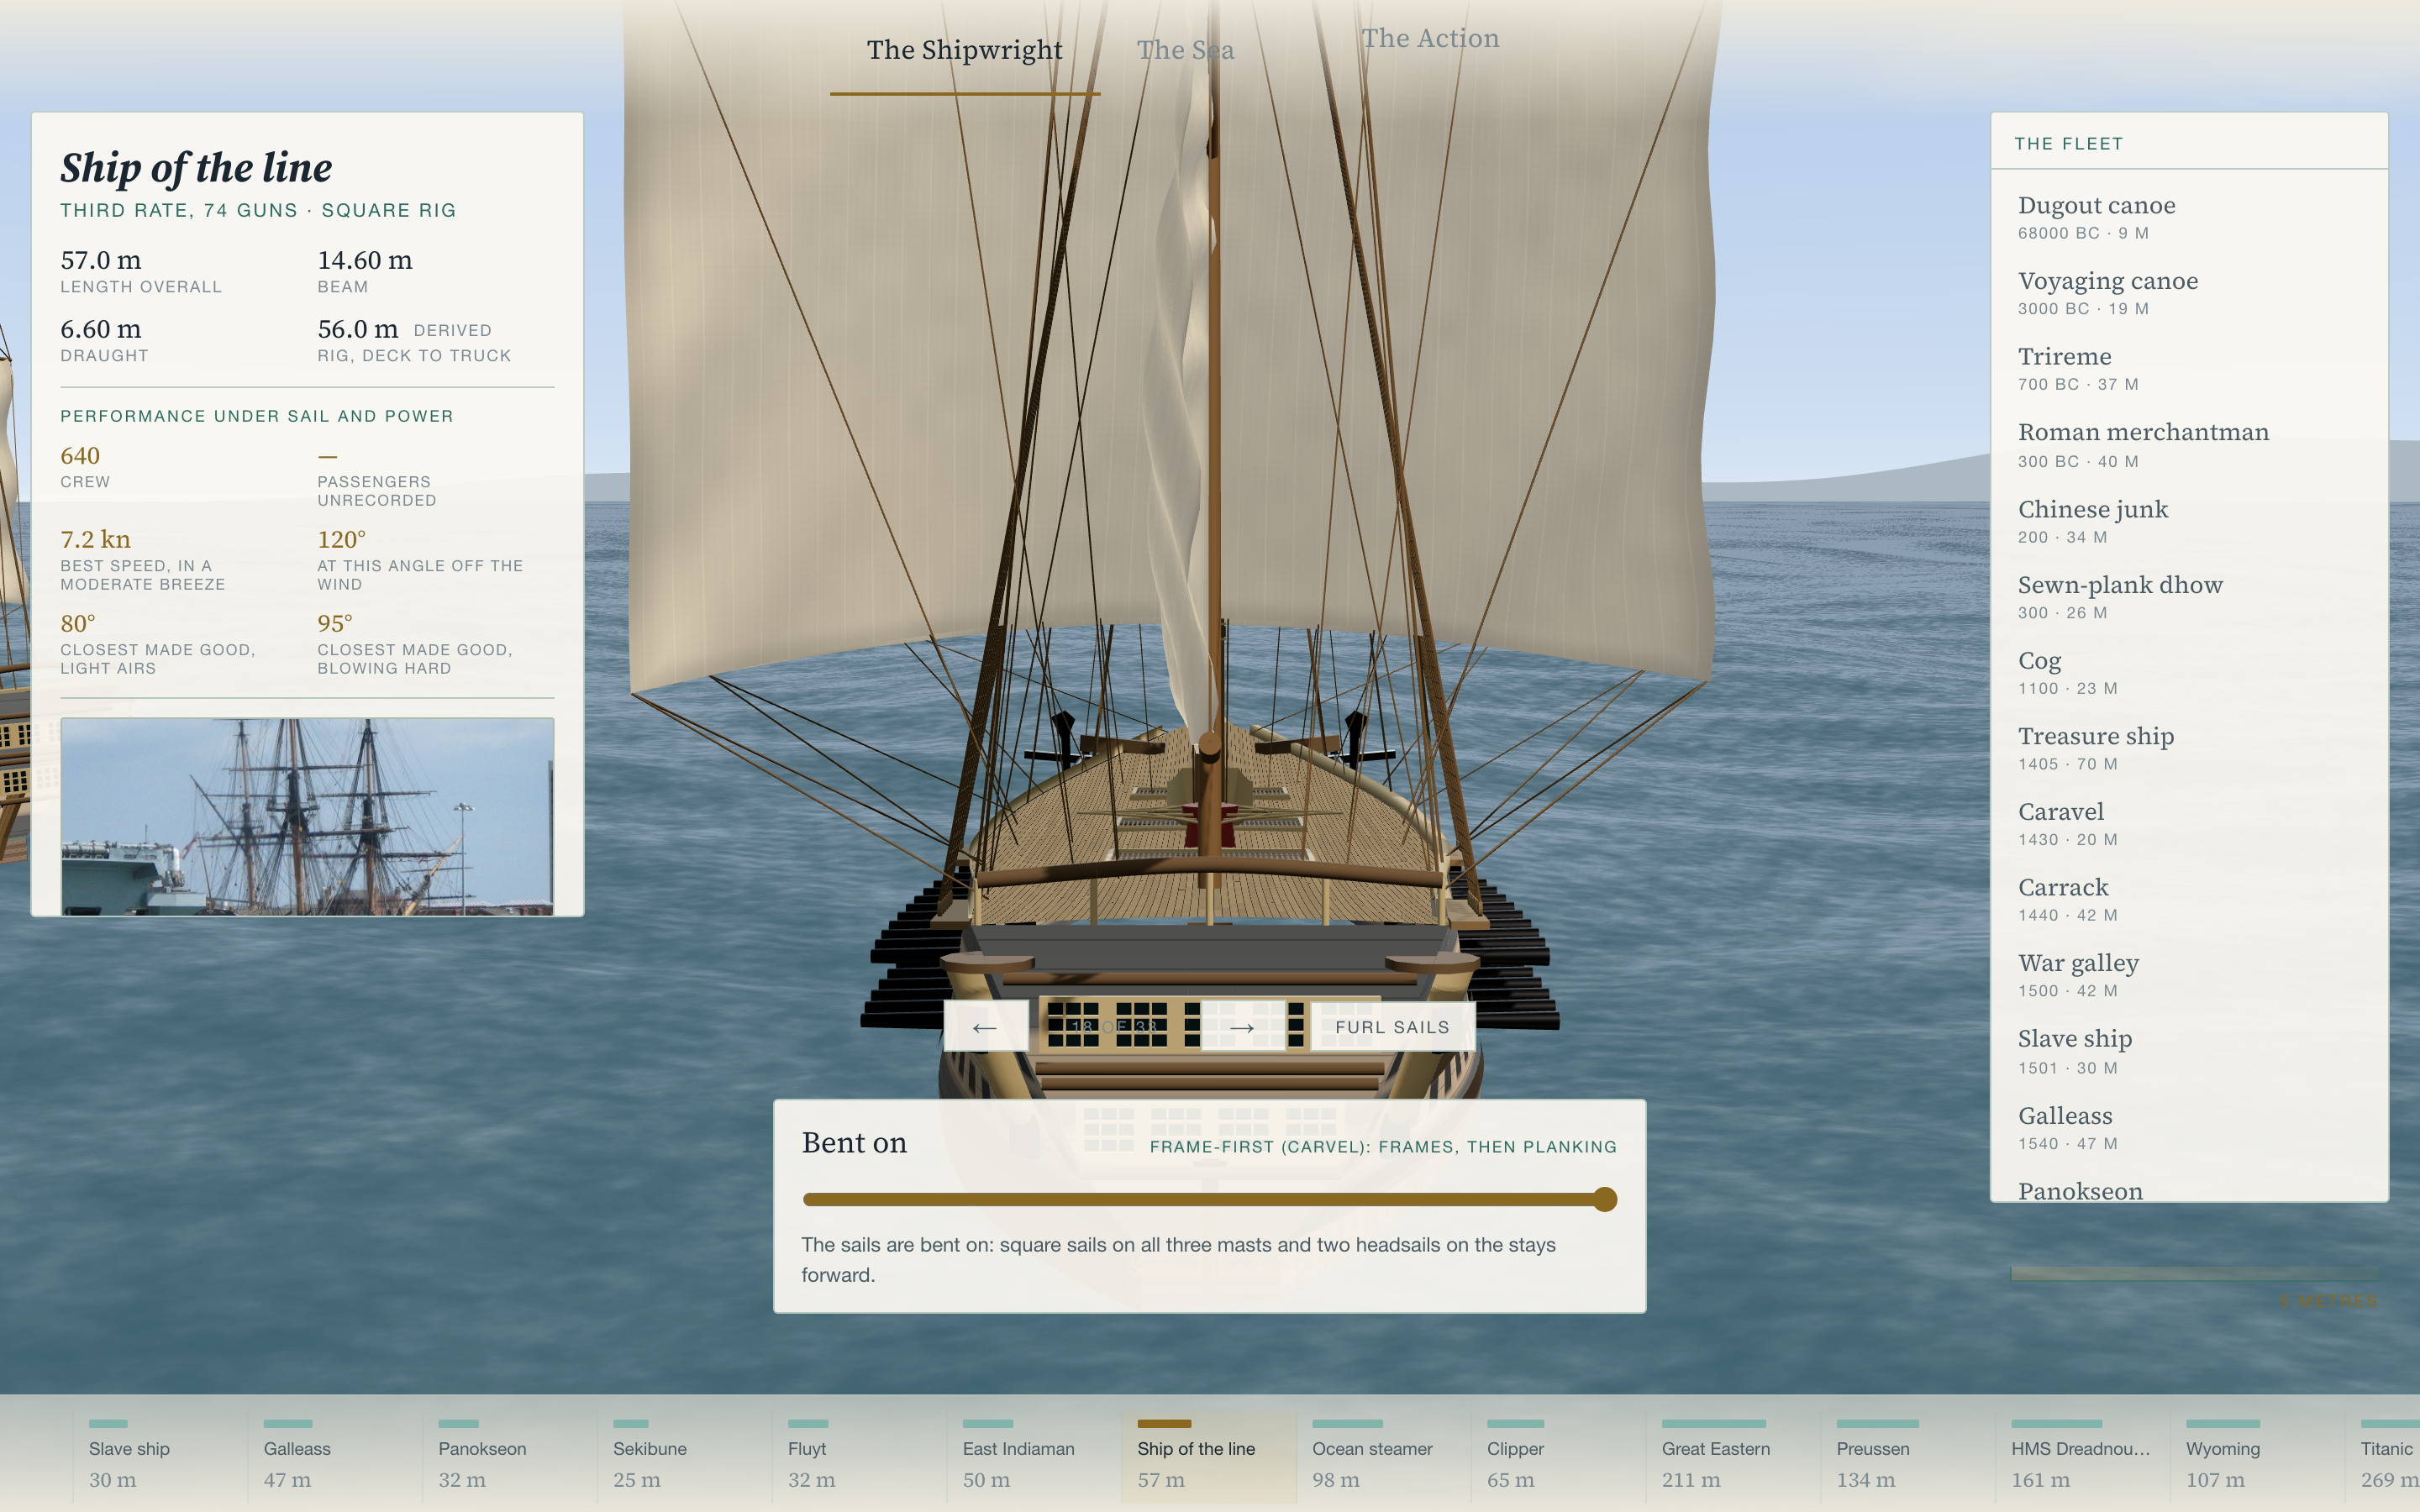 The Shipwright
The Sea
The Action
Ship of the line
THIRD RATE, 74 GUNS · SQUARE RIG
57.0 m
LENGTH OVERALL
14.60 m
BEAM
6.60 m
DRAUGHT
56.0 m DERIVED
RIG, DECK TO TRUCK
PERFORMANCE UNDER SAIL AND POWER
640
CREW
—
PASSENGERS
UNRECORDED
7.2 kn
BEST SPEED, IN A
MODERATE BREEZE
120°
AT THIS ANGLE OFF THE
WIND
80°
CLOSEST MADE GOOD,
LIGHT AIRS
95°
CLOSEST MADE GOOD,
BLOWING HARD
THE FLEET
Dugout canoe
68000 BC · 9 M
Voyaging canoe
3000 BC · 19 M
Trireme
700 BC · 37 M
Roman merchantman
300 BC · 40 M
Chinese junk
200 · 34 M
Sewn-plank dhow
300 · 26 M
Cog
1100 · 23 M
Treasure ship
1405 · 70 M
Caravel
1430 · 20 M
Carrack
1440 · 42 M
War galley
1500 · 42 M
Slave ship
1501 · 30 M
Galleass
1540 · 47 M
Panokseon
←
18 OF 33
→
FURL SAILS
Bent on
FRAME-FIRST (CARVEL): FRAMES, THEN PLANKING
The sails are bent on: square sails on all three masts and two headsails on the stays
forward.
5 METRES
Slave ship
30 m
Galleass
47 m
Panokseon
32 m
Sekibune
25 m
Fluyt
32 m
East Indiaman
50 m
Ship of the line
57 m
Ocean steamer
98 m
Clipper
65 m
Great Eastern
211 m
Preussen
134 m
HMS Dreadnou…
161 m
Wyoming
107 m
Titanic
269 m